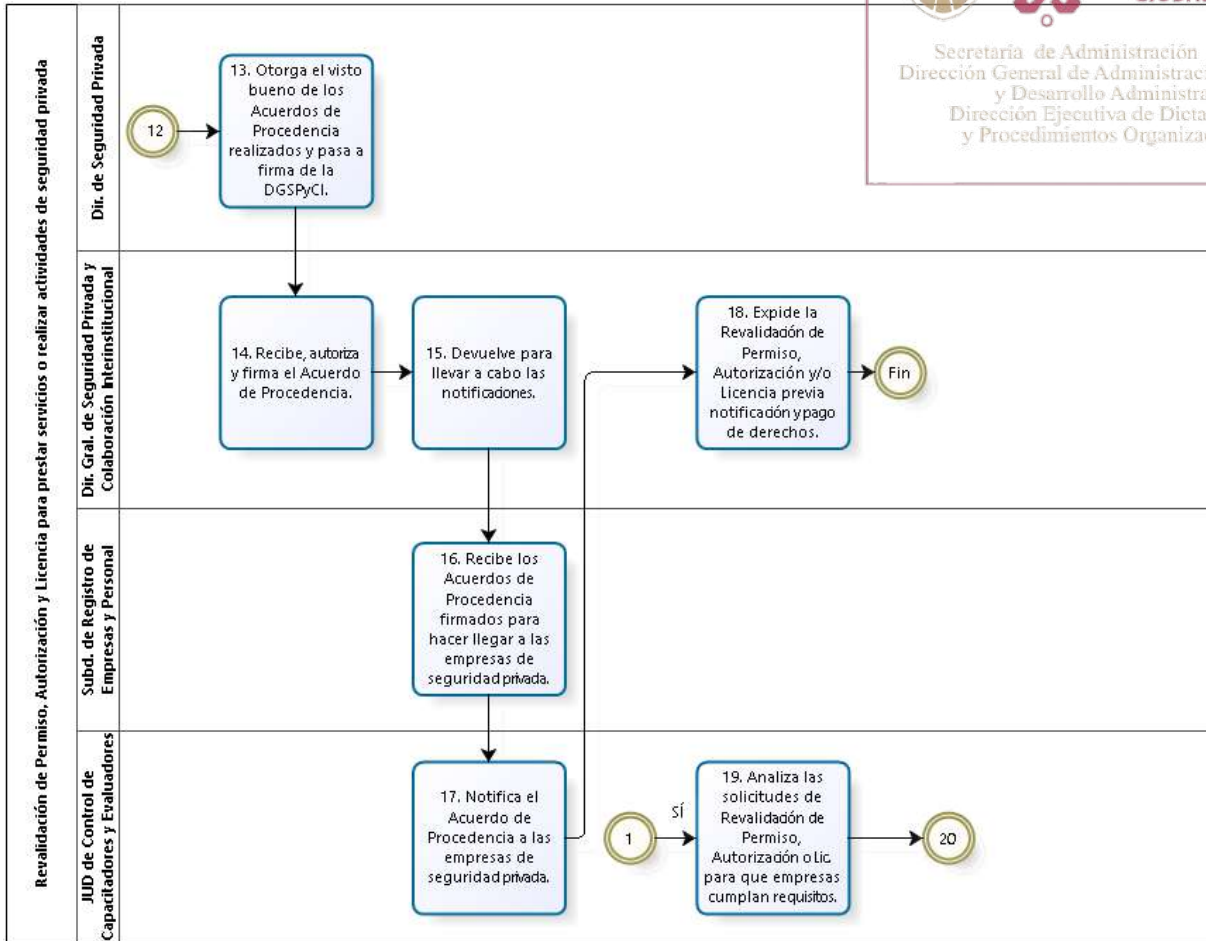 Revalidación de Permiso, Autorización y Licencia para prestar servicios o realizar actividades de seguridad privada
Dir. de Seguridad Privada
12
13. Otorga el visto
bueno de los
Acuerdos de
Procedencia
realizados y pasa a
firma de la
DGSPyCI.
Secretaría de Administración
Dirección General de
y Desarrollo
Dirección Ejecutiva de
y Procedimientos
Dir. Gral. de Seguridad Privada y
Colaboración Interinstitucional
14. Recibe, autoriza
y firma el Acuerdo
de Procedencia.
15. Devuelve para
llevar a cabo las
notificaciones.
18. Expide la
Revalidación de
Permiso,
Autorización y/o
Licencia previa
notificación y pago
de derechos.
Fin
Subd. de Registro de
Empresas y Personal
16. Recibe los
Acuerdos de
Procedencia
firmados para
hacer llegar a las
empresas de
seguridad privada.
JUD de Control de
Capacitadores y Evaluadores
17. Notifica el
Acuerdo de
Procedencia a las
empresas de
seguridad privada.
1
SÍ
19. Analiza las
solicitudes de
Revalidación de
Permiso,
Autorización o Lic.
para que empresas
cumplan requisitos.
20